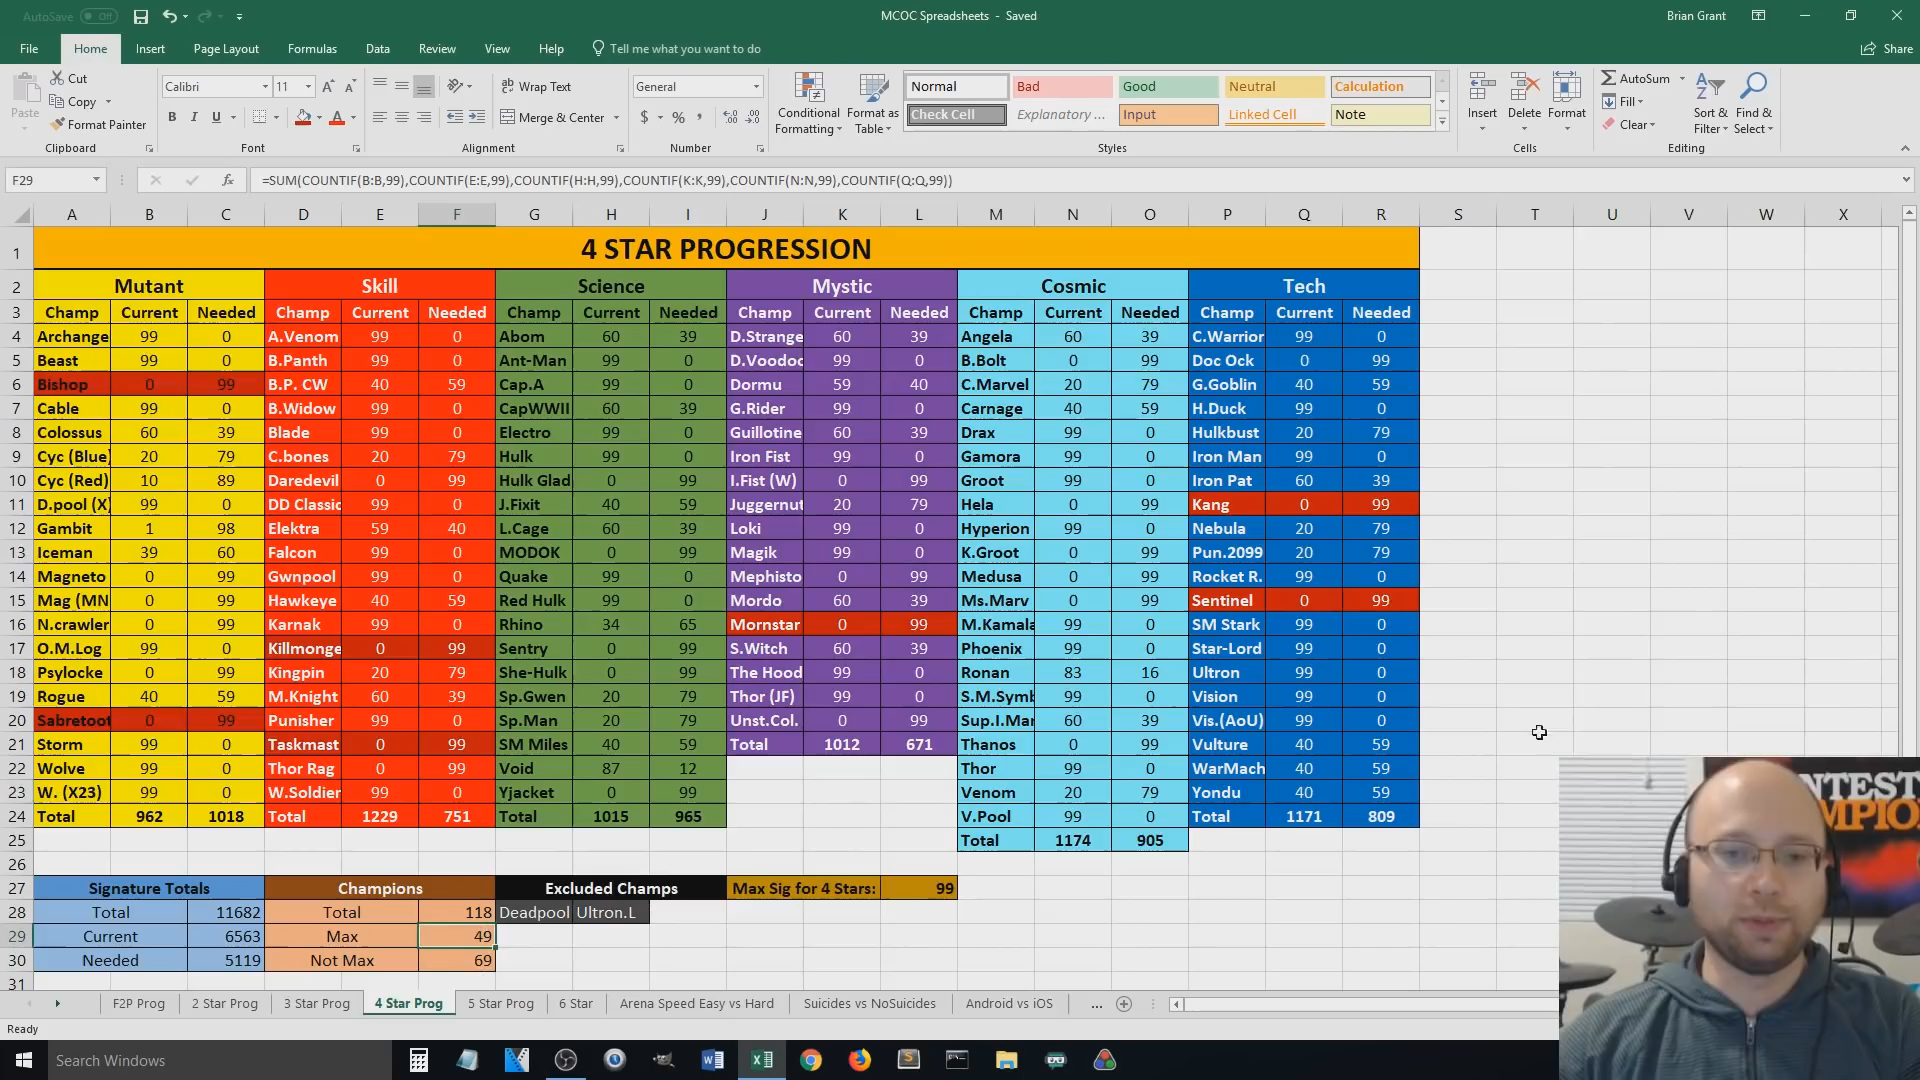 AutoSave Off MCOC Spreadsheets - Saved Brian Grant
File Home Insert Page Layout Formulas Data Review View Help Tell me what you want to do Share
Cut
Copy
Format Painter
Paste
Clipboard
Calibri 11
B I U
Font
Wrap Text
Merge & Center
Alignment
General
$ % ,
Number
Conditional Formatting
Format as Table
Normal Bad Good Neutral Calculation
Check Cell Explanatory ... Input Linked Cell Note
Styles
Insert Delete Format
Cells
AutoSum
Fill
Clear
Sort & Filter
Find & Select
Editing
F29 fx =SUM(COUNTIF(B:B,99),COUNTIF(E:E,99),COUNTIF(H:H,99),COUNTIF(K:K,99),COUNTIF(N:N,99),COUNTIF(Q:Q,99))
A B C D E F G H I J K L M N O P Q R S T U V W X
1 4 STAR PROGRESSION
2 Mutant Skill Science Mystic Cosmic Tech
3 Champ Current Needed Champ Current Needed Champ Current Needed Champ Current Needed Champ Current Needed Champ Current Needed
4 Archange 99 0 A.Venom 99 0 Abom 60 39 D.Strange 60 39 Angela 60 39 C.Warrior 99 0
5 Beast 99 0 B.Panth 99 0 Ant-Man 99 0 D.Voodoo 99 0 B.Bolt 0 99 Doc Ock 0 99
6 Bishop 0 99 B.P. CW 40 59 Cap.A 99 0 Dormu 59 40 C.Marvel 20 79 G.Goblin 40 59
7 Cable 99 0 B.Widow 99 0 CapWWII 60 39 G.Rider 99 0 Carnage 40 59 H.Duck 99 0
8 Colossus 60 39 Blade 99 0 Electro 99 0 Guillotine 60 39 Drax 99 0 Hulkbust 20 79
9 Cyc (Blue) 20 79 C.bones 20 79 Hulk 99 0 Iron Fist 99 0 Gamora 99 0 Iron Man 99 0
10 Cyc (Red) 10 89 Daredevil 0 99 Hulk Glad 0 99 I.Fist (W) 0 99 Groot 99 0 Iron Pat 60 39
11 D.pool (X) 99 0 DD Classic 99 0 J.Fixit 40 59 Juggernut 20 79 Hela 0 99 Kang 0 99
12 Gambit 1 98 Elektra 59 40 L.Cage 60 39 Loki 99 0 Hyperion 99 0 Nebula 20 79
13 Iceman 39 60 Falcon 99 0 MODOK 0 99 Magik 99 0 K.Groot 0 99 Pun.2099 20 79
14 Magneto 0 99 Gwnpool 99 0 Quake 99 0 Mephisto 0 99 Medusa 0 99 Rocket R. 99 0
15 Mag (MN 0 99 Hawkeye 40 59 Red Hulk 99 0 Mordo 60 39 Ms.Marv 0 99 Sentinel 0 99
16 N.crawler 0 99 Karnak 99 0 Rhino 34 65 Mornstar 0 99 M.Kamala 99 0 SM Stark 99 0
17 O.M.Log 99 0 Killmonge 0 99 Sentry 0 99 S.Witch 60 39 Phoenix 99 0 Star-Lord 99 0
18 Psylocke 0 99 Kingpin 20 79 She-Hulk 0 99 The Hood 99 0 Ronan 83 16 Ultron 99 0
19 Rogue 40 59 M.Knight 60 39 Sp.Gwen 20 79 Thor (JF) 99 0 S.M.Symb 99 0 Vision 99 0
20 Sabretoot 0 99 Punisher 99 0 Sp.Man 20 79 Unst.Col. 0 99 Sup.I.Mar 60 39 Vis.(AoU) 99 0
21 Storm 99 0 Taskmast 0 99 SM Miles 40 59 Total 1012 671 Thanos 0 99 Vulture 40 59
22 Wolve 99 0 Thor Rag 0 99 Void 87 12 Thor 99 0 WarMach 40 59
23 W. (X23) 99 0 W.Soldier 99 0 Yjacket 0 99 Venom 20 79 Yondu 40 59
24 Total 962 1018 Total 1229 751 Total 1015 965 V.Pool 99 0 Total 1171 809
25 Total 1174 905
26
27 Signature Totals Champions Excluded Champs Max Sig for 4 Stars: 99
28 Total 11682 Total 118 Deadpool Ultron.L
29 Current 6563 Max 49
30 Needed 5119 Not Max 69
31
F2P Prog 2 Star Prog 3 Star Prog 4 Star Prog 5 Star Prog 6 Star Arena Speed Easy vs Hard Suicides vs NoSuicides Android vs iOS ...
Ready
Search Windows